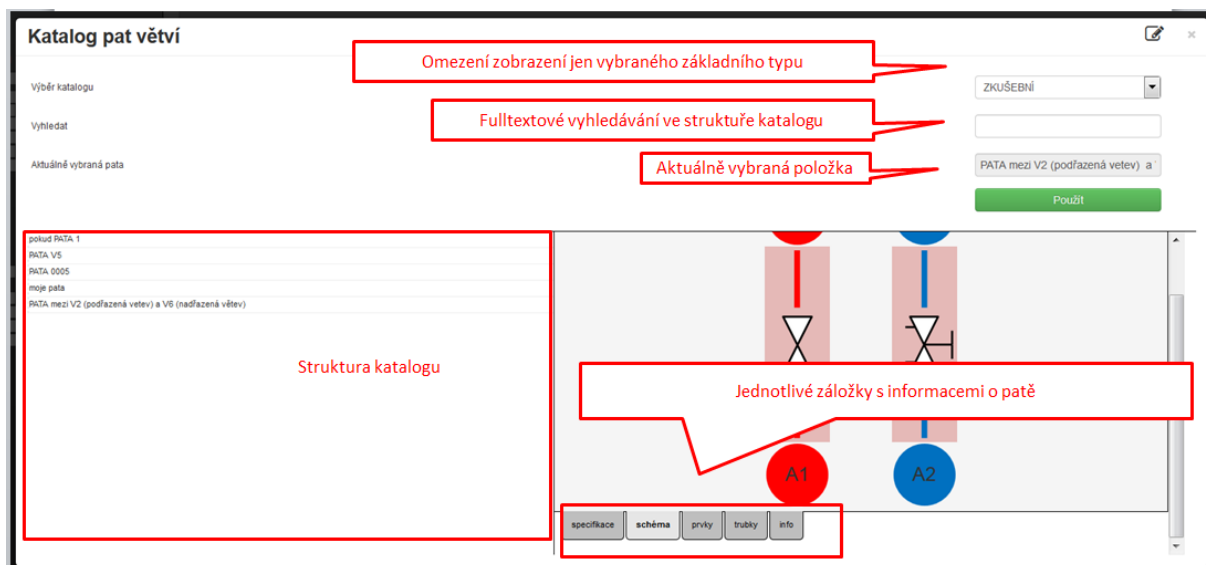 Katalog pat větví
×
Omezení zobrazení jen vybraného základního typu
Výběr katalogu
ZKUŠEBNÍ
Vyhledat
Fulltextové vyhledávání ve struktuře katalogu
Aktuálně vybraná pata
Aktuálně vybraná položka
PATA mezi V2 (podřazená vetev) a
Použít
pokud PATA 1
PATA V5
PATA 0005
moje pata
PATA mezi V2 (podřazená vetev) a V6 (nadřazená větev)
Struktura katalogu
Jednotlivé záložky s informacemi o patě
A1 A2
specifikace schéma prvky trubky info